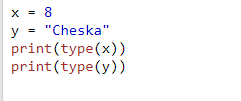 x = 8
y = "Cheska"
print(type(x))
print(type(y))